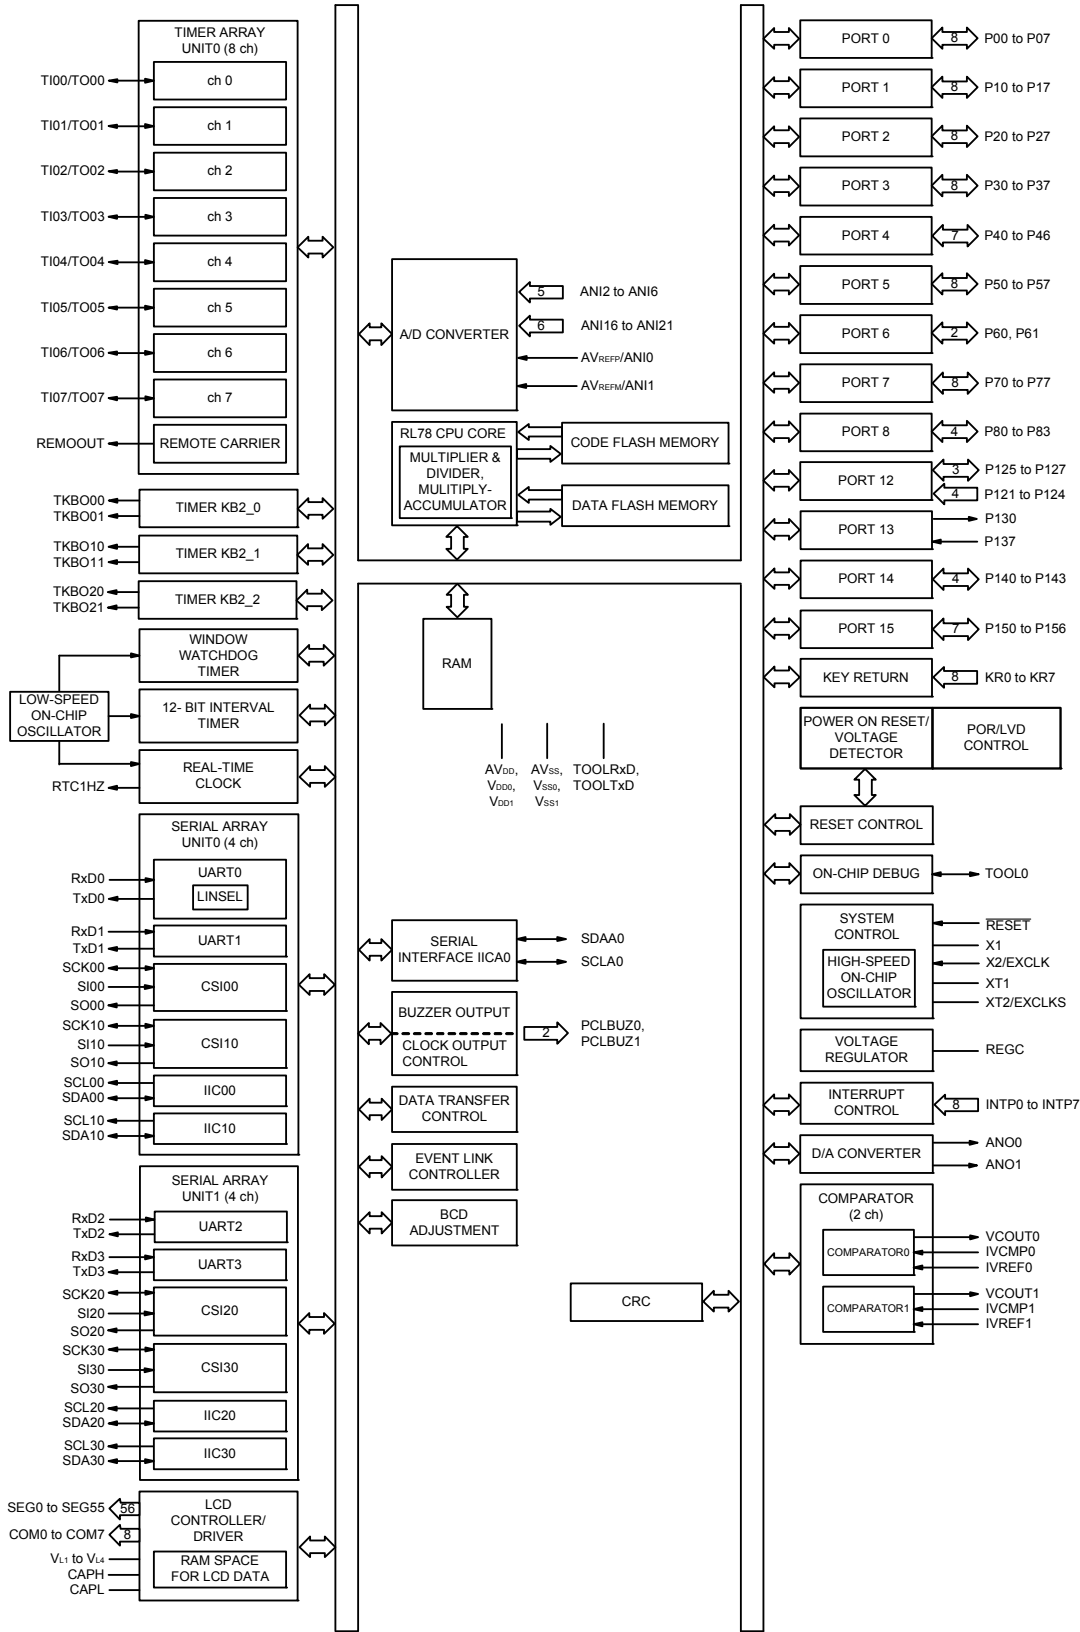 TIMER ARRAY
UNIT0 (8 ch)
TI00/TO00
ch 0
TI01/TO01
ch 1
TI02/TO02
ch 2
TI03/TO03
ch 3
TI04/TO04
ch 4
TI05/TO05
ch 5
TI06/TO06
ch 6
TI07/TO07
ch 7
REMOOUT
REMOTE CARRIER
TKBO00
TKBO01
TIMER KB2_0
TKBO10
TKBO11
TIMER KB2_1
TKBO20
TKBO21
TIMER KB2_2
WINDOW
WATCHDOG
TIMER
LOW-SPEED
ON-CHIP
OSCILLATOR
12- BIT INTERVAL
TIMER
REAL-TIME
CLOCK
RTC1HZ
SERIAL ARRAY
UNIT0 (4 ch)
UART0
LINSEL
RxD0
TxD0
RxD1
TxD1
UART1
SCK00
SI00
SO00
CSI00
SCK10
SI10
SO10
CSI10
SCL00
SDA00
IIC00
SCL10
SDA10
IIC10
SERIAL ARRAY
UNIT1 (4 ch)
RxD2
TxD2
UART2
RxD3
TxD3
UART3
SCK20
SI20
SO20
CSI20
SCK30
SI30
SO30
CSI30
SCL20
SDA20
IIC20
SCL30
SDA30
IIC30
LCD
CONTROLLER/
DRIVER
RAM SPACE
FOR LCD DATA
SEG0 to SEG55
56
COM0 to COM7
8
VL1 to VL4
CAPH
CAPL
A/D CONVERTER
5
ANI2 to ANI6
6
ANI16 to ANI21
AVREFP/ANI0
AVREFM/ANI1
RL78 CPU CORE
MULTIPLIER &
DIVIDER,
MULITIPLY-
ACCUMULATOR
CODE FLASH MEMORY
DATA FLASH MEMORY
RAM
AVDD,
VDD0,
VDD1
AVSS,
VSS0,
VSS1
TOOLRxD,
TOOLTxD
SERIAL
INTERFACE IICA0
SDAA0
SCLA0
BUZZER OUTPUT
CLOCK OUTPUT
CONTROL
2
PCLBUZ0,
PCLBUZ1
DATA TRANSFER
CONTROL
EVENT LINK
CONTROLLER
BCD
ADJUSTMENT
CRC
PORT 0
8
P00 to P07
PORT 1
8
P10 to P17
PORT 2
8
P20 to P27
PORT 3
8
P30 to P37
PORT 4
7
P40 to P46
PORT 5
8
P50 to P57
PORT 6
2
P60, P61
PORT 7
8
P70 to P77
PORT 8
4
P80 to P83
PORT 12
3
P125 to P127
4
P121 to P124
PORT 13
P130
P137
PORT 14
4
P140 to P143
PORT 15
7
P150 to P156
KEY RETURN
8
KR0 to KR7
POWER ON RESET/
VOLTAGE
DETECTOR
POR/LVD
CONTROL
RESET CONTROL
ON-CHIP DEBUG
TOOL0
SYSTEM
CONTROL
HIGH-SPEED
ON-CHIP
OSCILLATOR
RESET
X1
X2/EXCLK
XT1
XT2/EXCLKS
VOLTAGE
REGULATOR
REGC
INTERRUPT
CONTROL
8
INTP0 to INTP7
D/A CONVERTER
ANO0
ANO1
COMPARATOR
(2 ch)
COMPARATOR0
VCOUT0
IVCMP0
IVREF0
COMPARATOR1
VCOUT1
IVCMP1
IVREF1